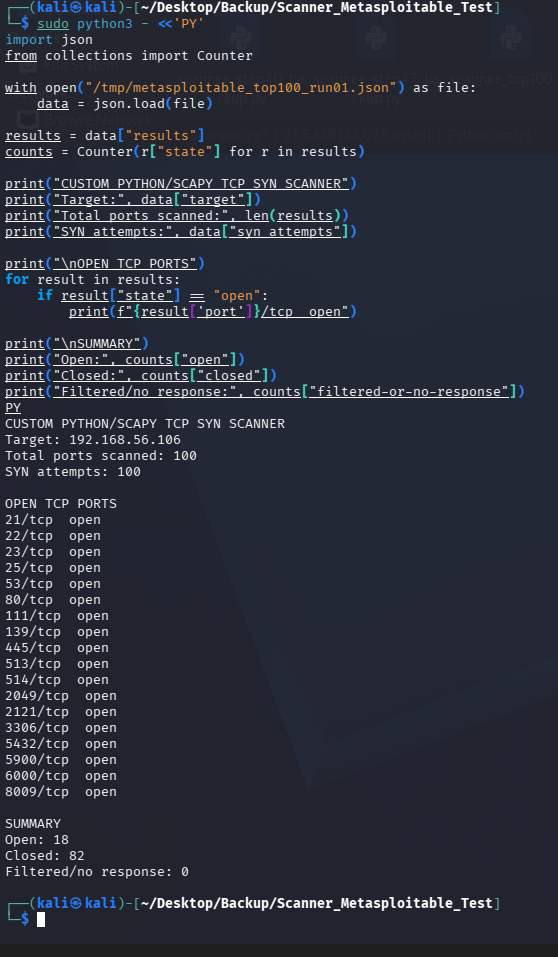 ┌──(kali㉿kali)-[~/Desktop/Backup/Scanner_Metasploitable_Test]
└─$ sudo python3 - <<'PY'
import json
from collections import Counter

with open("/tmp/metasploitable_top100_run01.json") as file:
    data = json.load(file)

results = data["results"]
counts = Counter(r["state"] for r in results)

print("CUSTOM PYTHON/SCAPY TCP SYN SCANNER")
print("Target:", data["target"])
print("Total ports scanned:", len(results))
print("SYN attempts:", data["syn_attempts"])

print("\nOPEN TCP PORTS")
for result in results:
    if result["state"] == "open":
        print(f"{result['port']}/tcp  open")

print("\nSUMMARY")
print("Open:", counts["open"])
print("Closed:", counts["closed"])
print("Filtered/no response:", counts["filtered-or-no-response"])
PY
CUSTOM PYTHON/SCAPY TCP SYN SCANNER
Target: 192.168.56.106
Total ports scanned: 100
SYN attempts: 100

OPEN TCP PORTS
21/tcp  open
22/tcp  open
23/tcp  open
25/tcp  open
53/tcp  open
80/tcp  open
111/tcp  open
139/tcp  open
445/tcp  open
513/tcp  open
514/tcp  open
2049/tcp  open
2121/tcp  open
3306/tcp  open
5432/tcp  open
5900/tcp  open
6000/tcp  open
8009/tcp  open

SUMMARY
Open: 18
Closed: 82
Filtered/no response: 0

┌──(kali㉿kali)-[~/Desktop/Backup/Scanner_Metasploitable_Test]
└─$